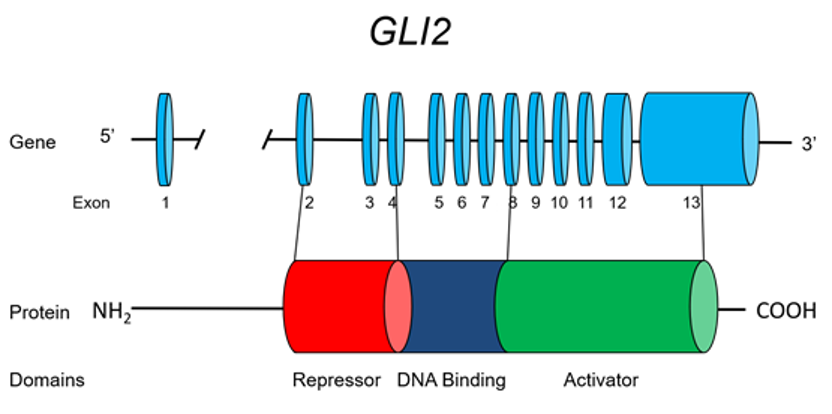 GLI2
Gene 5’ 3’
Exon 1 2 3 4 5 6 7 8 9 10 11 12 13
Protein NH2 COOH
Domains Repressor DNA Binding Activator